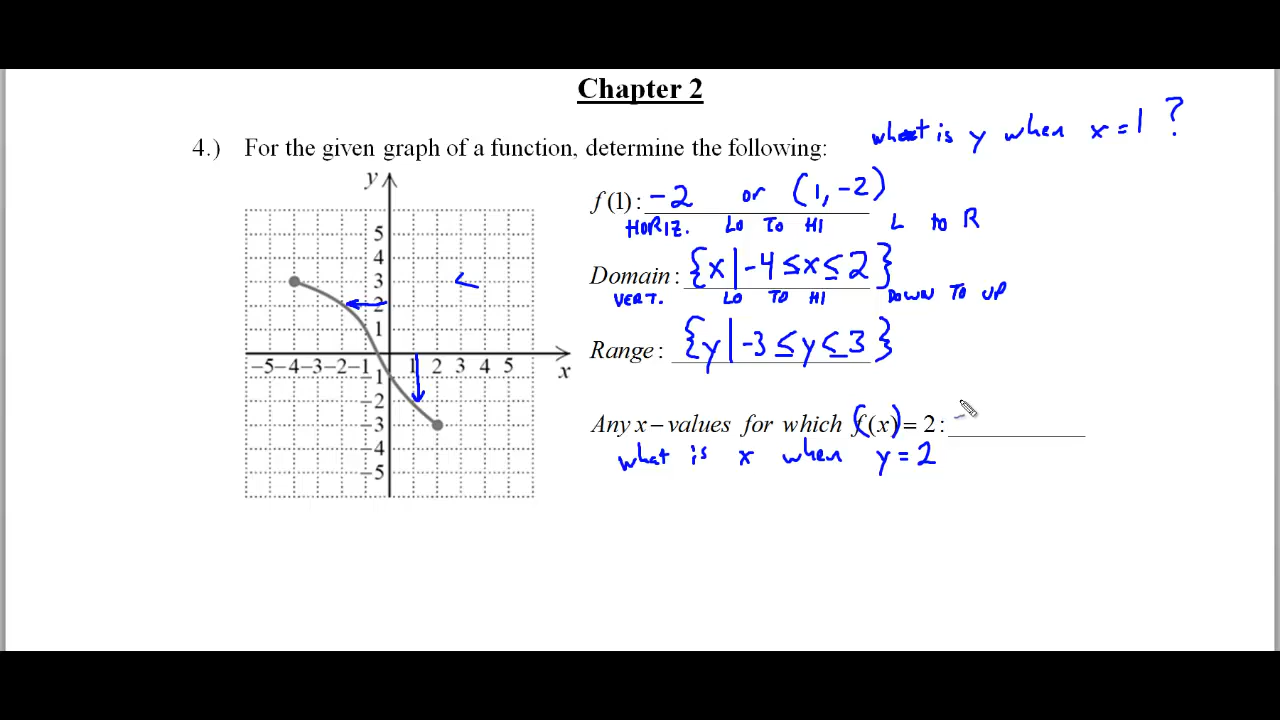 Chapter 2
what is y when x = 1 ?
4.) For the given graph of a function, determine the following:
y
f(1): -2 or (1, -2)
HORIZ. LO TO HI L to R
5
4
3
2
1
Domain: {x | -4 ≤ x ≤ 2}
VERT. LO TO HI DOWN TO UP
Range: {y | -3 ≤ y ≤ 3}
-5 -4 -3 -2 -1 1 2 3 4 5 x
-1
-2
-3
-4
-5
Any x-values for which f(x) = 2: -
what is x when y = 2